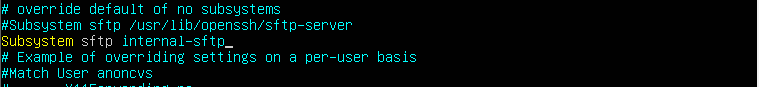 # override default of no subsystems
#Subsystem sftp /usr/lib/openssh/sftp-server
Subsystem sftp internal-sftp
# Example of overriding settings on a per-user basis
#Match User anoncvs